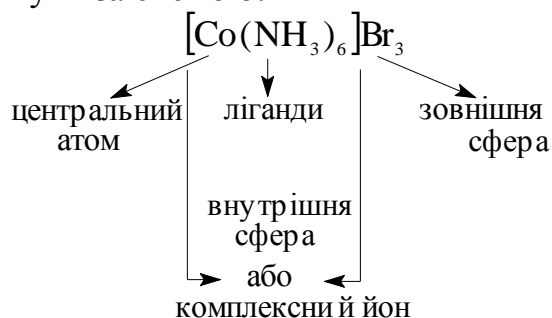 [Co(NH₃)₆]Br₃
центральний ліганди зовнішня
атом сфера
внутрішня
сфера
або
комплексний йон